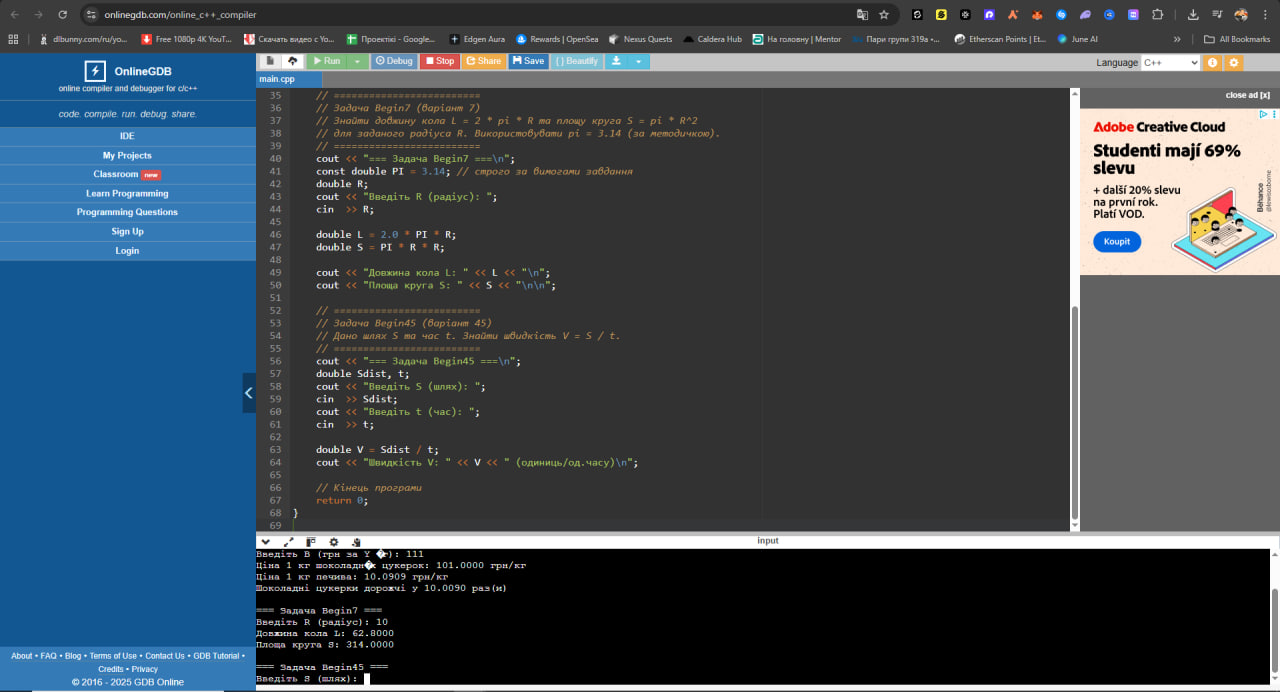 onlinegdb.com/online_c++_compiler
dlbunny.com/ru/yo...
Free 1080p 4K YouT...
Скачать видео с Yo...
Проектікі - Google...
Edgen Aura
Rewards | OpenSea
Nexus Quests
Caldera Hub
На головну | Mentor
Пари групи 319а •...
Etherscan Points | Et...
June AI
»
All Bookmarks
OnlineGDB
online compiler and debugger for c/c++
code. compile. run. debug. share.
IDE
My Projects
Classroom new
Learn Programming
Programming Questions
Sign Up
Login
About • FAQ • Blog • Terms of Use • Contact Us • GDB Tutorial •
Credits • Privacy
© 2016 - 2025 GDB Online
Run
Debug
Stop
Share
Save
{ } Beautify
Language C++
main.cpp
35 // =========================
36 // Задача Begin7 (варіант 7)
37 // Знайти довжину кола L = 2 * pi * R та площу круга S = pi * R^2
38 // для заданого радіуса R. Використовувати pi = 3.14 (за методичкою).
39 // =========================
40 cout << "=== Задача Begin7 ===\n";
41 const double PI = 3.14; // строго за вимогами завдання
42 double R;
43 cout << "Введіть R (радіус): ";
44 cin >> R;
45
46 double L = 2.0 * PI * R;
47 double S = PI * R * R;
48
49 cout << "Довжина кола L: " << L << "\n";
50 cout << "Площа круга S: " << S << "\n\n";
51
52 // =========================
53 // Задача Begin45 (варіант 45)
54 // Дано шлях S та час t. Знайти швидкість V = S / t.
55 // =========================
56 cout << "=== Задача Begin45 ===\n";
57 double Sdist, t;
58 cout << "Введіть S (шлях): ";
59 cin >> Sdist;
60 cout << "Введіть t (час): ";
61 cin >> t;
62
63 double V = Sdist / t;
64 cout << "Швидкість V: " << V << " (одиниць/од.часу)\n";
65
66 // Кінець програми
67 return 0;
68 }
69
close ad [x]
Adobe Creative Cloud
Studenti mají 69%
slevu
+ další 20% slevu
na první rok.
Platí VOD.
Koupit
Běhance
@lewisosborne
input
Введіть B (грн за Y �г): 111
Ціна 1 кг шоколадн�х цукерок: 101.0000 грн/кг
Ціна 1 кг печива: 10.0909 грн/кг
Шоколадні цукерки дорожчі у 10.0090 раз(и)
=== Задача Begin7 ===
Введіть R (радіус): 10
Довжина кола L: 62.8000
Площа круга S: 314.0000
=== Задача Begin45 ===
Введіть S (шлях):